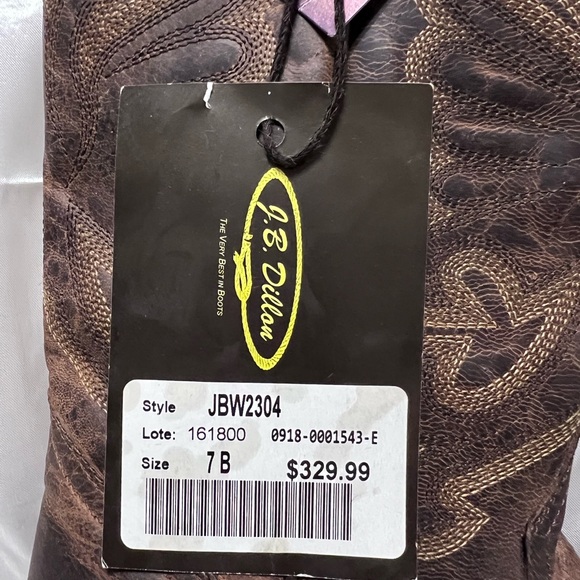 J.B. Dillon
THE VERY BEST IN BOOTS
Style JBW2304
Lote: 161800 0918-0001543-E
Size 7 B $329.99